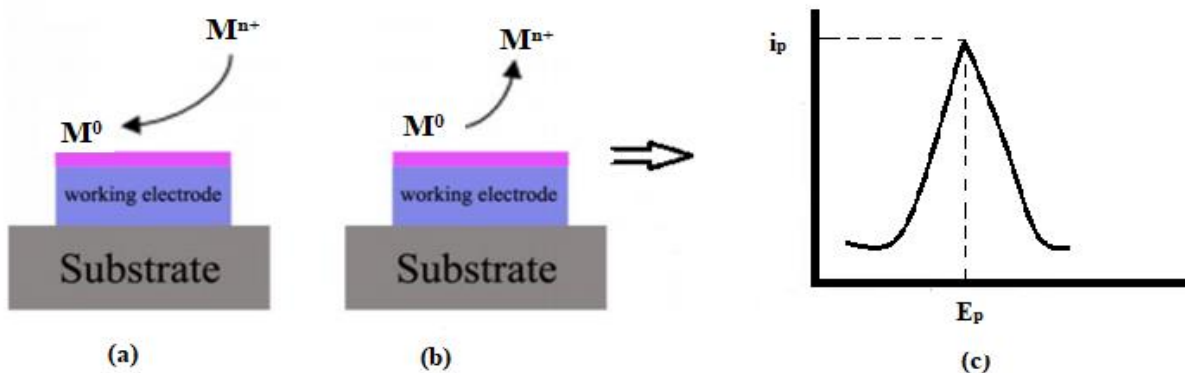 Mⁿ⁺
M⁰
working electrode
Substrate
(a)
Mⁿ⁺
M⁰
working electrode
Substrate
(b)
iₚ
Eₚ
(c)